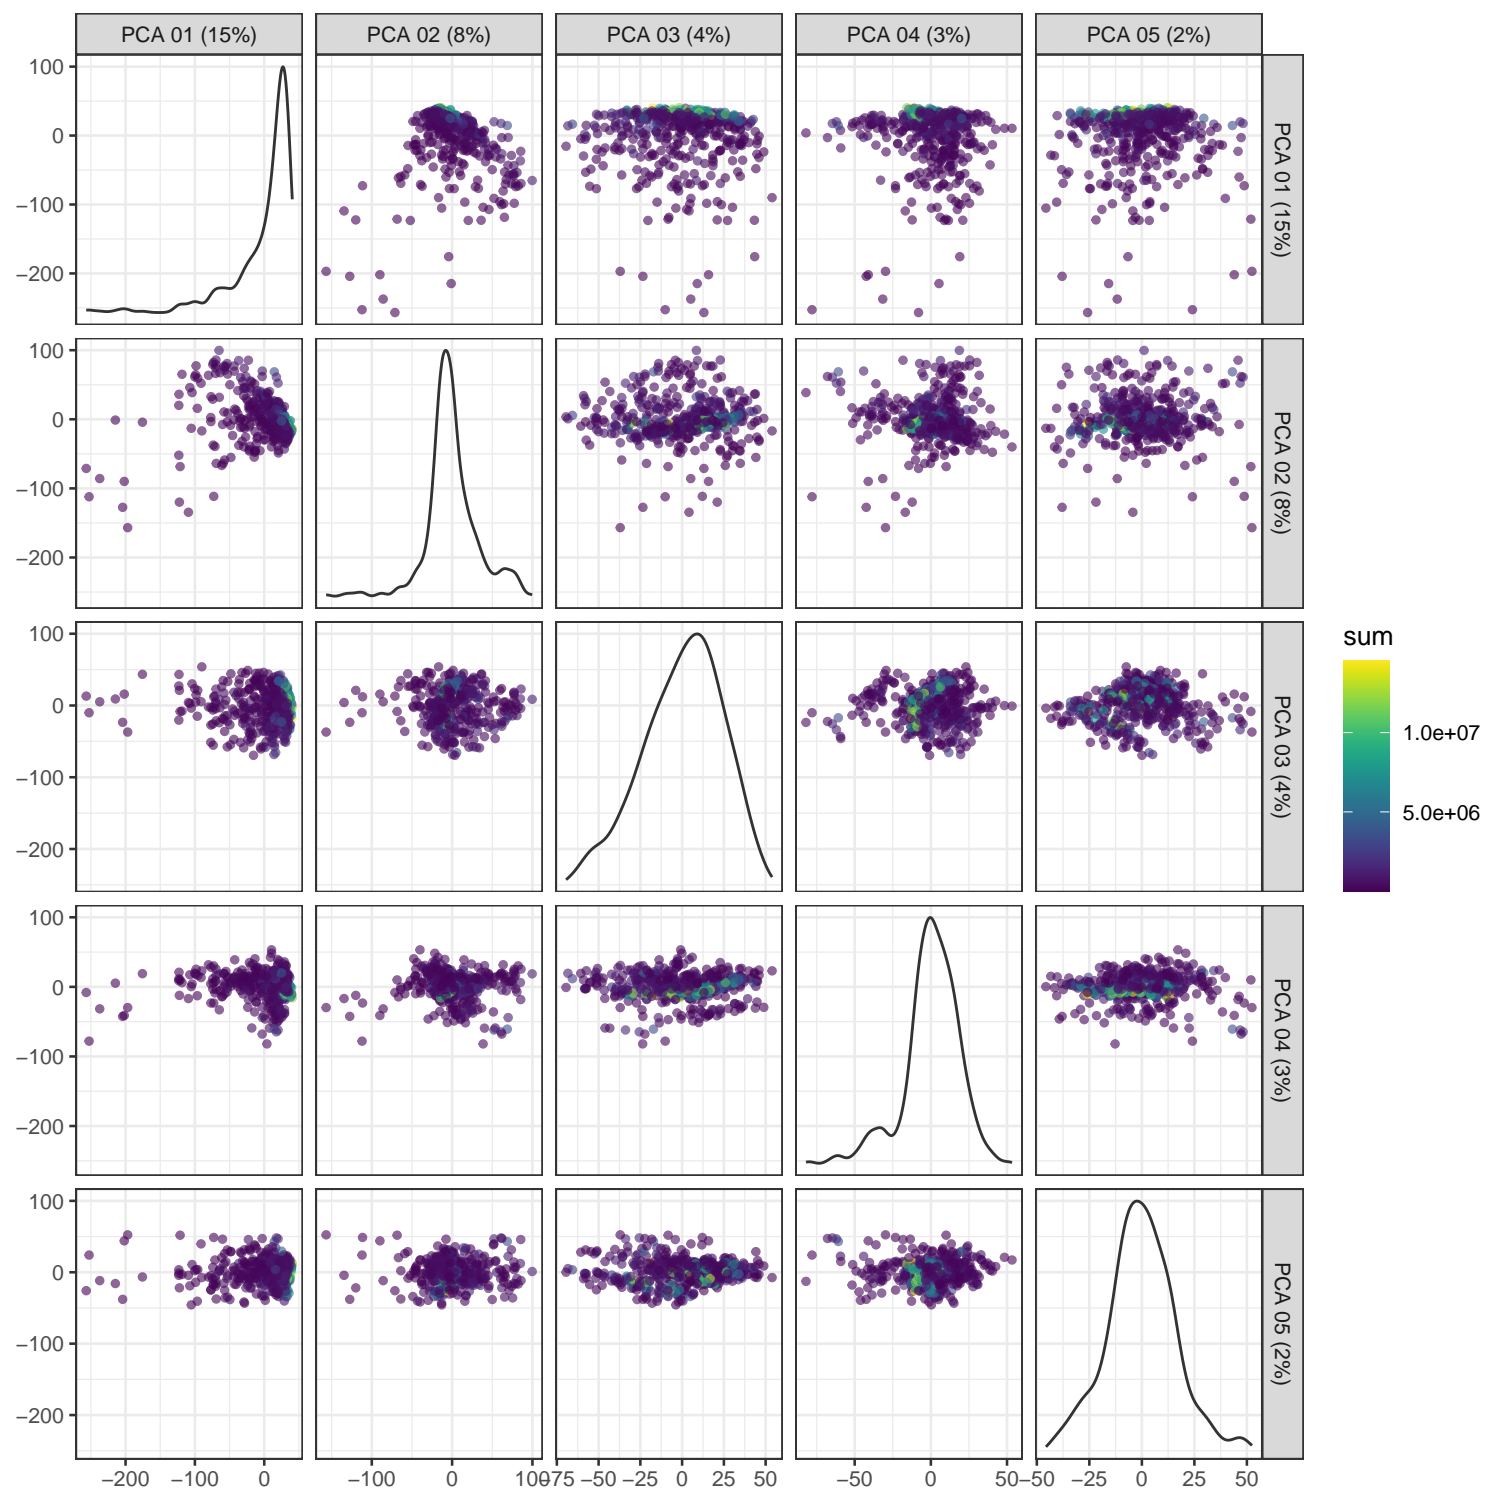 PCA 01 (15%)
PCA 02 (8%)
PCA 03 (4%)
PCA 04 (3%)
PCA 05 (2%)
100
0
−100
−200
PCA 01 (15%)
100
0
−100
−200
PCA 02 (8%)
100
0
−100
−200
PCA 03 (4%)
100
0
−100
−200
PCA 04 (3%)
100
0
−100
−200
PCA 05 (2%)
−200 −100 0
−100 0 100
−75 −50 −25 0 25 50
−50 0 50
−50 −25 0 25 50
sum
1.0e+07
5.0e+06